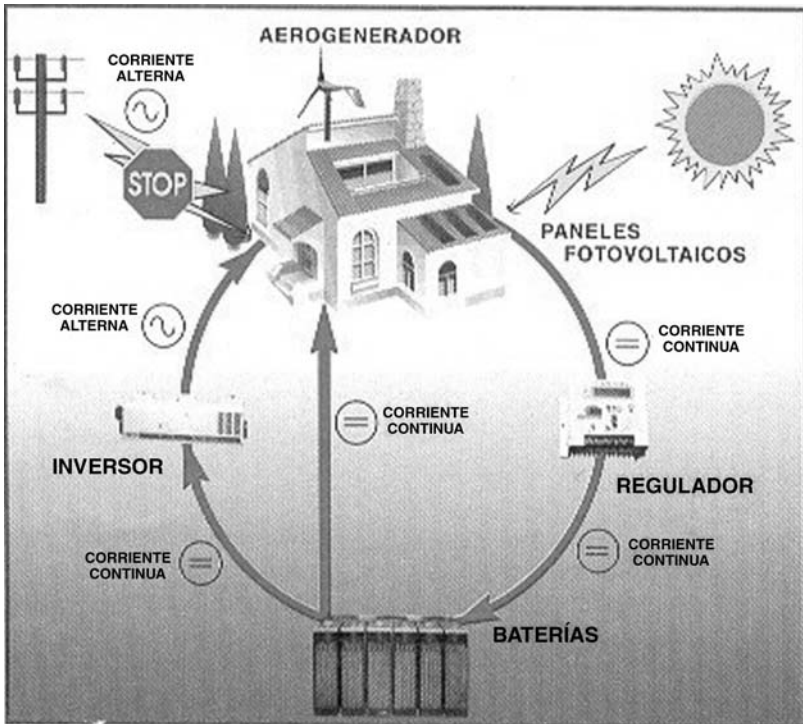 AEROGENERADOR
CORRIENTE
ALTERNA
STOP
PANELES
FOTOVOLTAICOS
CORRIENTE
ALTERNA
CORRIENTE
CONTINUA
CORRIENTE
CONTINUA
INVERSOR
REGULADOR
CORRIENTE
CONTINUA
CORRIENTE
CONTINUA
BATERÍAS